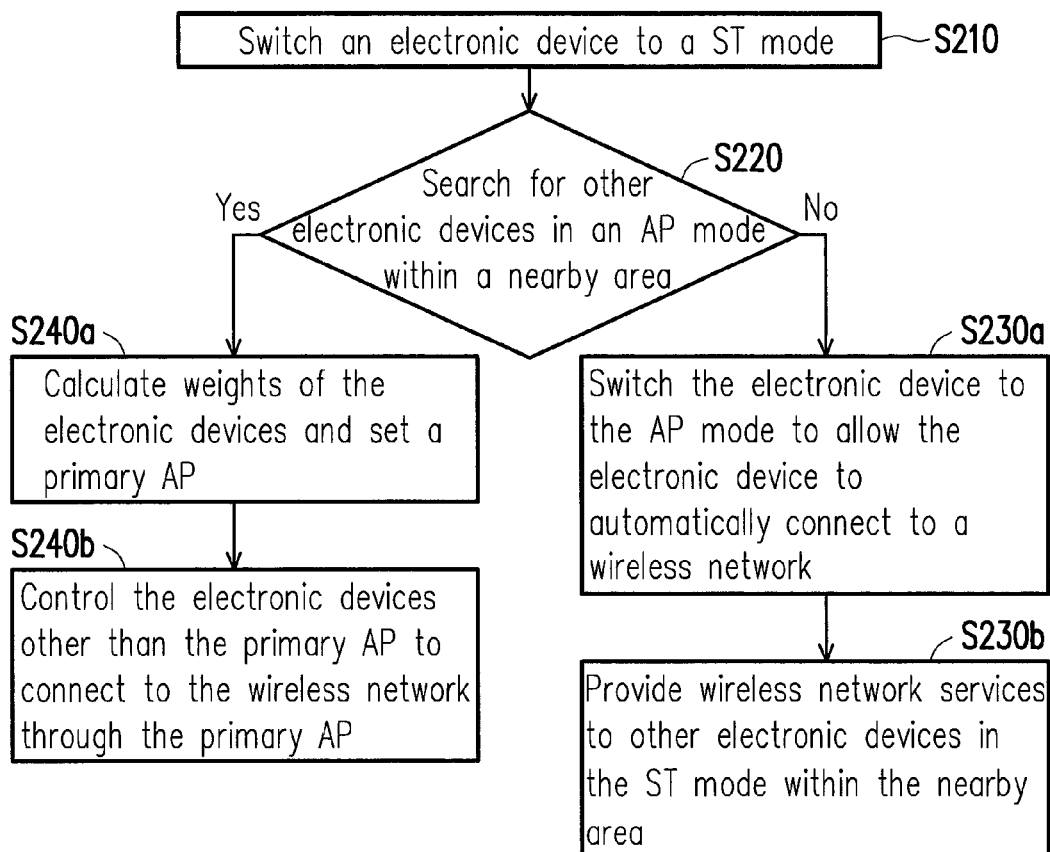 Switch an electronic device to a ST mode
S210
S220
Search for other
electronic devices in an AP mode
within a nearby area
Yes
No
S240a
Calculate weights of the
electronic devices and set a
primary AP
S240b
Control the electronic devices
other than the primary AP to
connect to the wireless network
through the primary AP
S230a
Switch the electronic device to
the AP mode to allow the
electronic device to
automatically connect to a
wireless network
S230b
Provide wireless network services
to other electronic devices in
the ST mode within the nearby
area